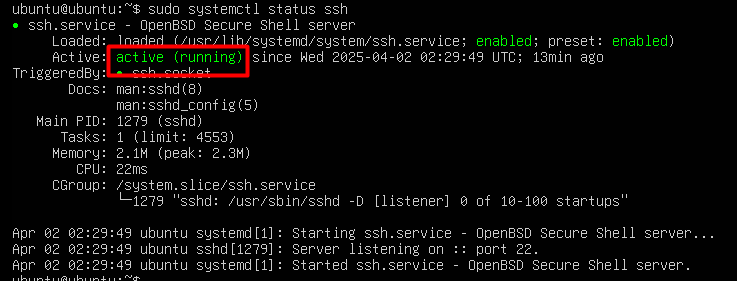 ubuntu@ubuntu:~$ sudo systemctl status ssh
● ssh.service - OpenBSD Secure Shell server
Loaded: loaded (/usr/lib/systemd/system/ssh.service; enabled; preset: enabled)
Active: active (running) since Wed 2025-04-02 02:29:49 UTC; 13min ago
TriggeredBy: ● ssh.socket
Docs: man:sshd(8)
man:sshd_config(5)
Main PID: 1279 (sshd)
Tasks: 1 (limit: 4553)
Memory: 2.1M (peak: 2.3M)
CPU: 22ms
CGroup: /system.slice/ssh.service
└─1279 "sshd: /usr/sbin/sshd -D [listener] 0 of 10-100 startups"
Apr 02 02:29:49 ubuntu systemd[1]: Starting ssh.service - OpenBSD Secure Shell server...
Apr 02 02:29:49 ubuntu sshd[1279]: Server listening on :: port 22.
Apr 02 02:29:49 ubuntu systemd[1]: Started ssh.service - OpenBSD Secure Shell server.
ubuntu@ubuntu:~$